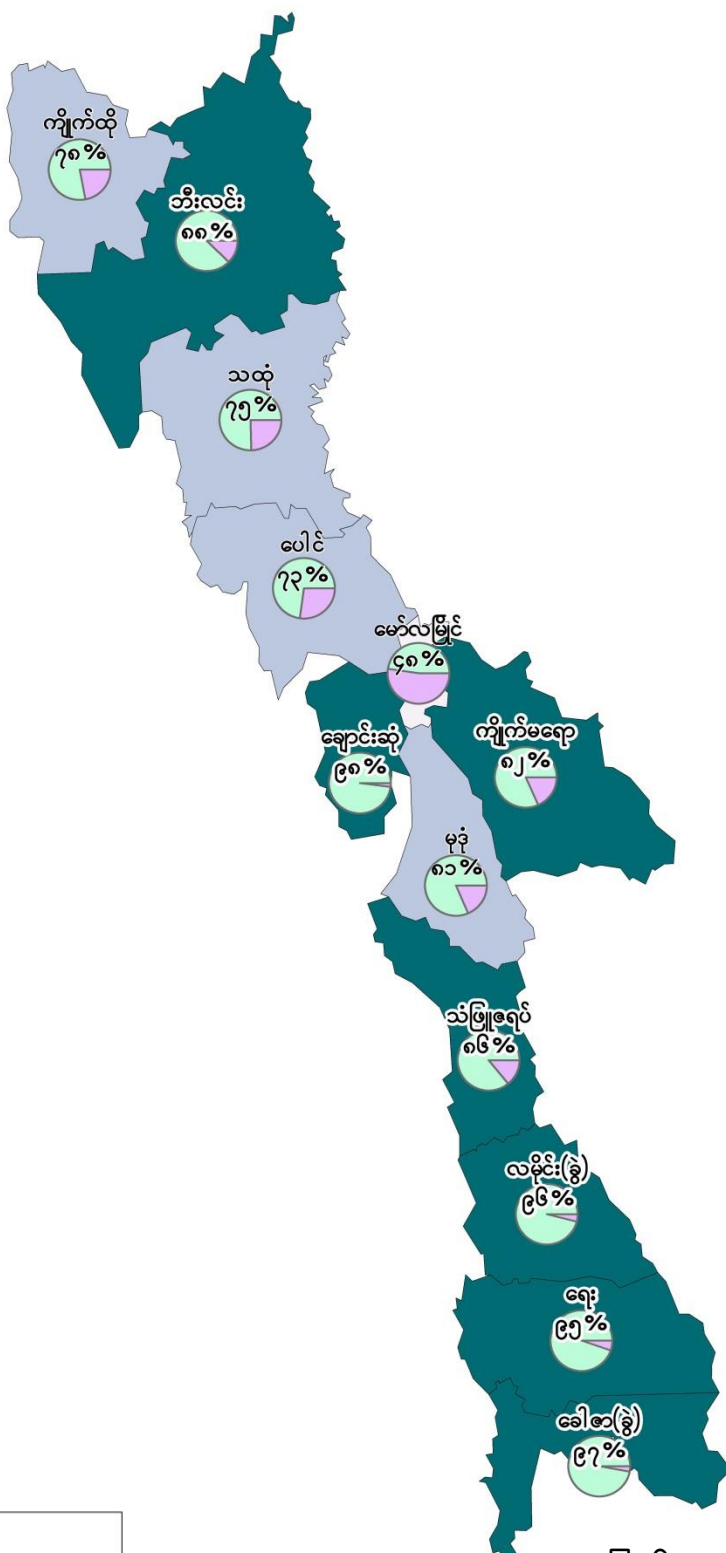 ကျိုက်ထို
၇၈%
ဘီးလင်း
၈၈%
သထုံ
၇၅%
ပေါင်
၇၃%
မော်လမြိုင်
၄၈%
ချောင်းဆုံ
၉၈%
ကျိုက်မရော
၈၂%
မုဒုံ
၈၁%
သံဖြူဇရပ်
၈၆%
လမိုင်း(ခွဲ)
၉၆%
ရေး
၉၅%
ခေါဇာ(ခွဲ)
၉၇%